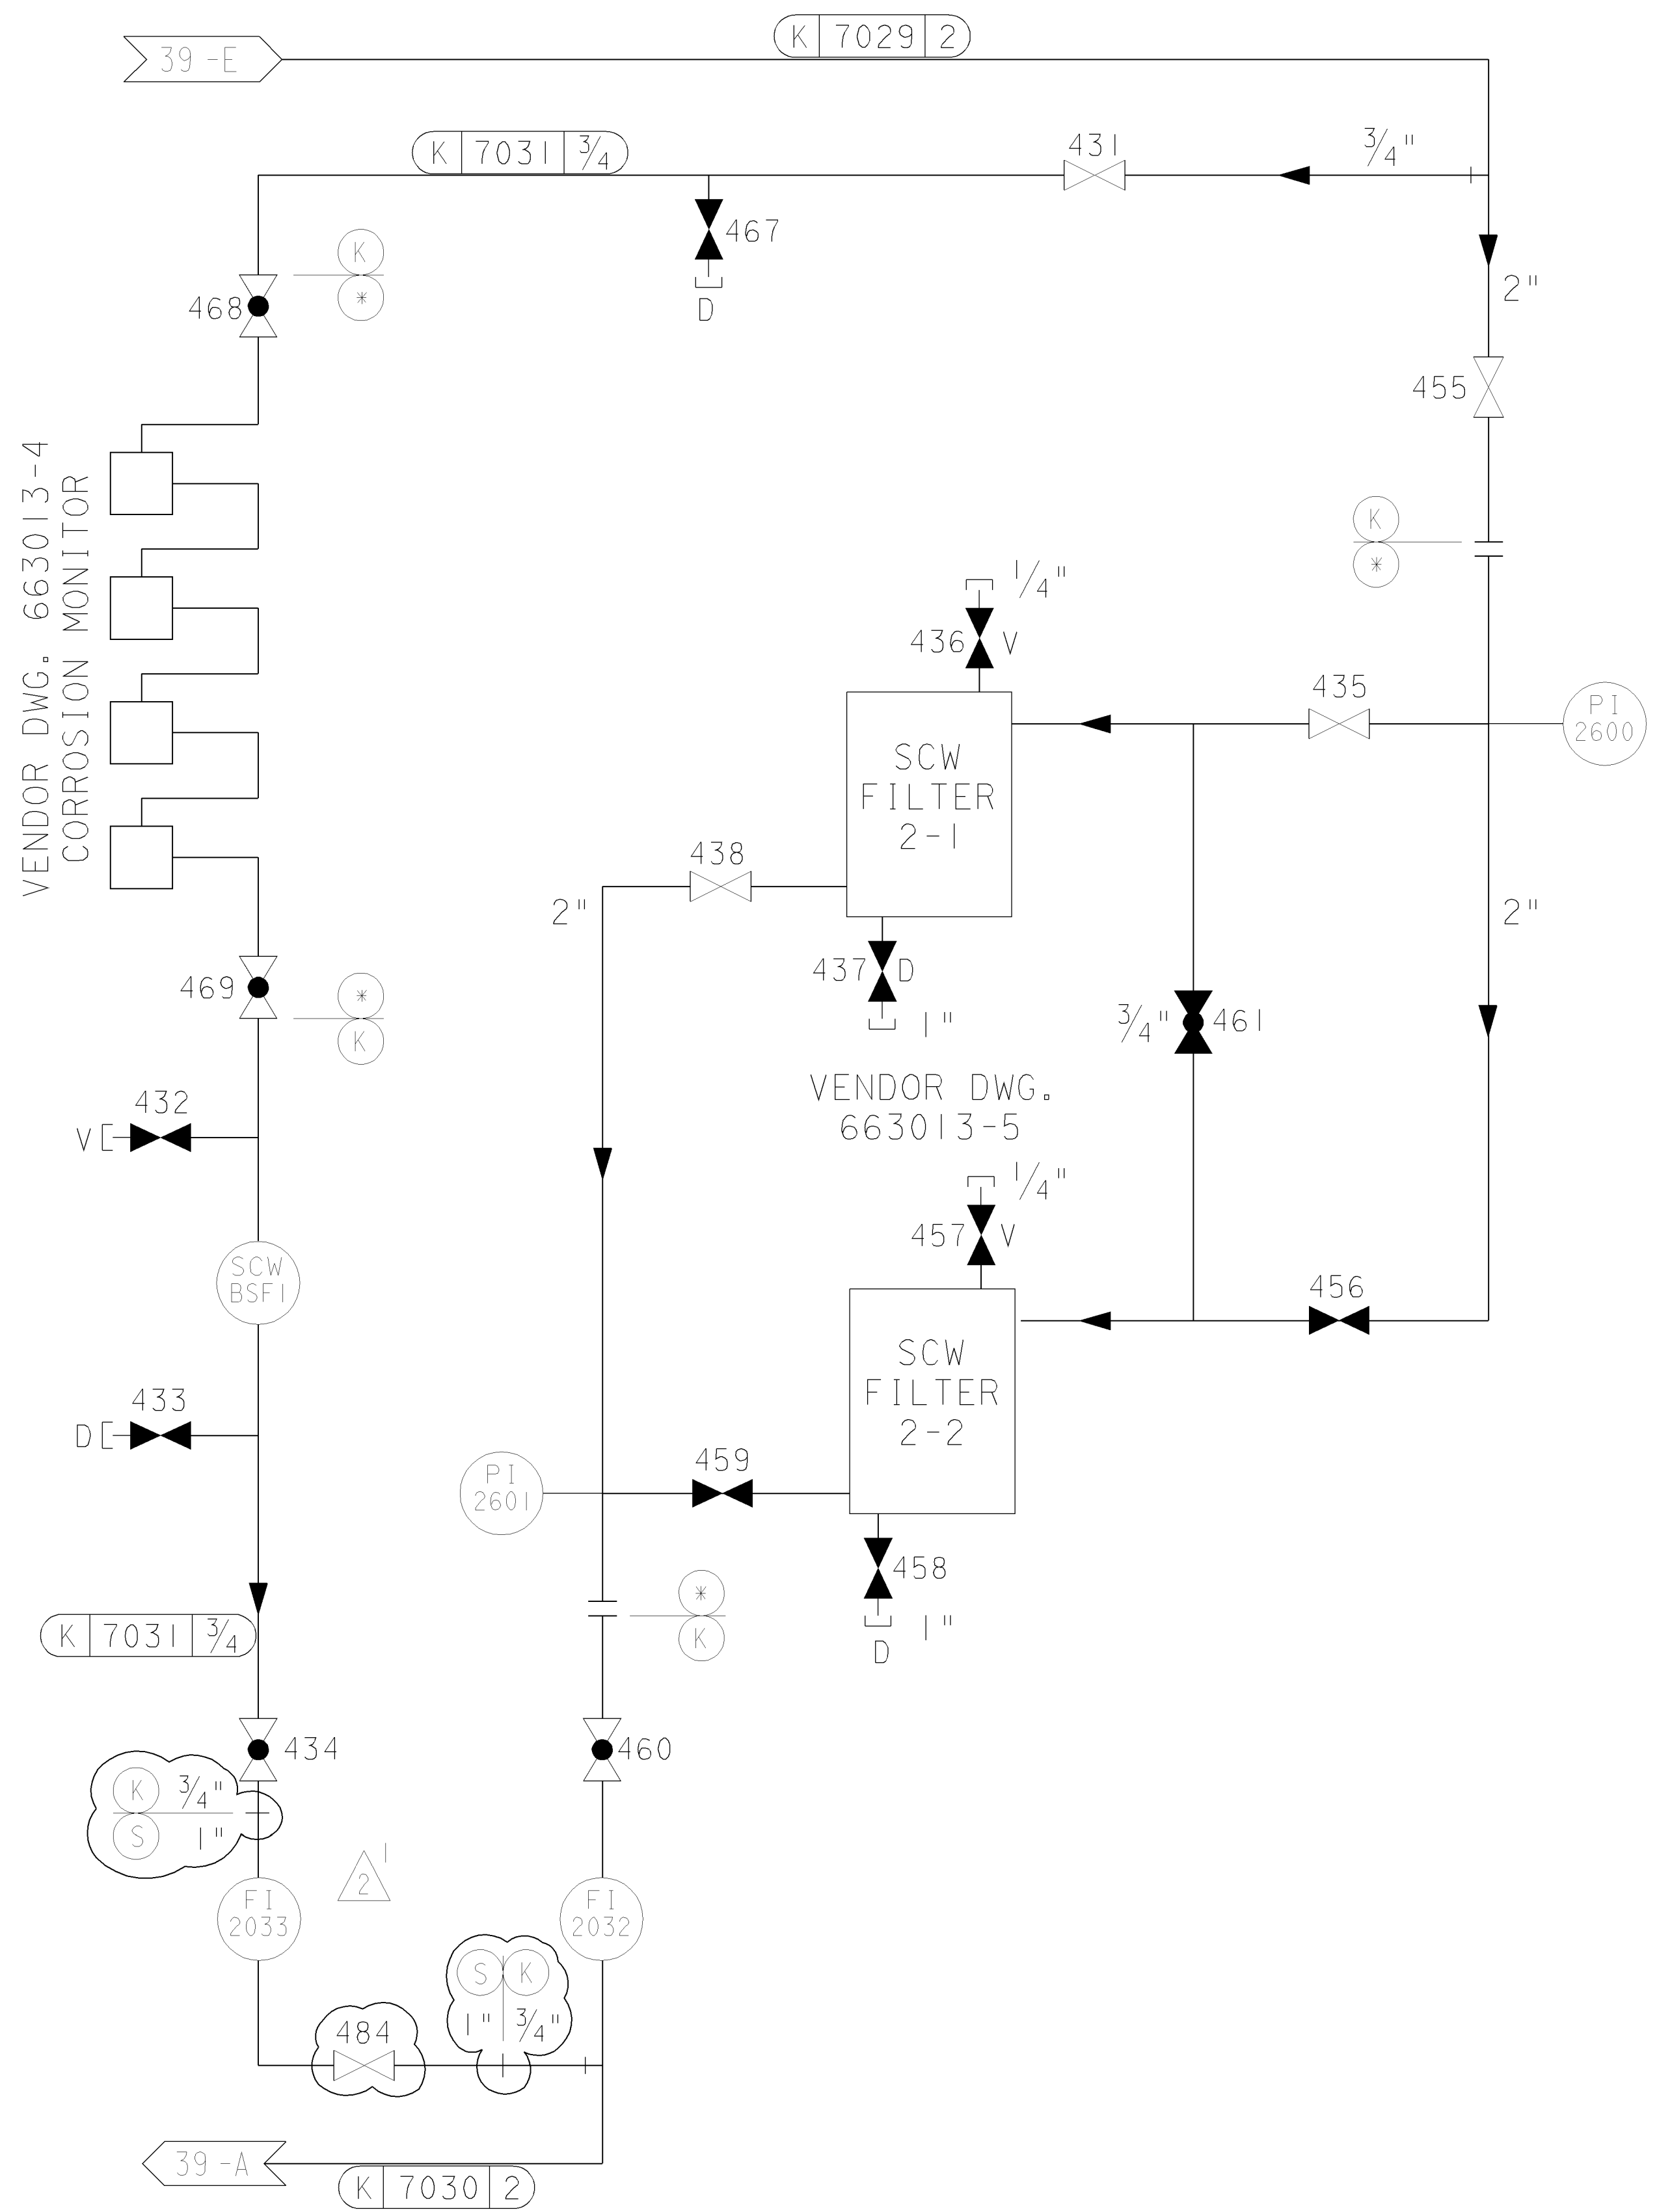 K 7029 2
39-E
K 7031 3/4
431
3/4"
467
D
K
*
468
2"
455
VENDOR DWG. 663013-4
CORROSION MONITOR
K
*
1/4"
436 V
435
PI
2600
SCW
FILTER
2-1
438
2"
2"
437 D
1"
469
*
K
3/4" 461
VENDOR DWG.
663013-5
432
V
1/4"
457 V
SCW
BSF1
456
SCW
FILTER
2-2
433
D
459
PI
2601
458
1"
D
*
K
K 7031 3/4
434
460
K 3/4"
S 1"
2 1
FI
2033
FI
2032
S K
1" 3/4"
484
39-A
K 7030 2